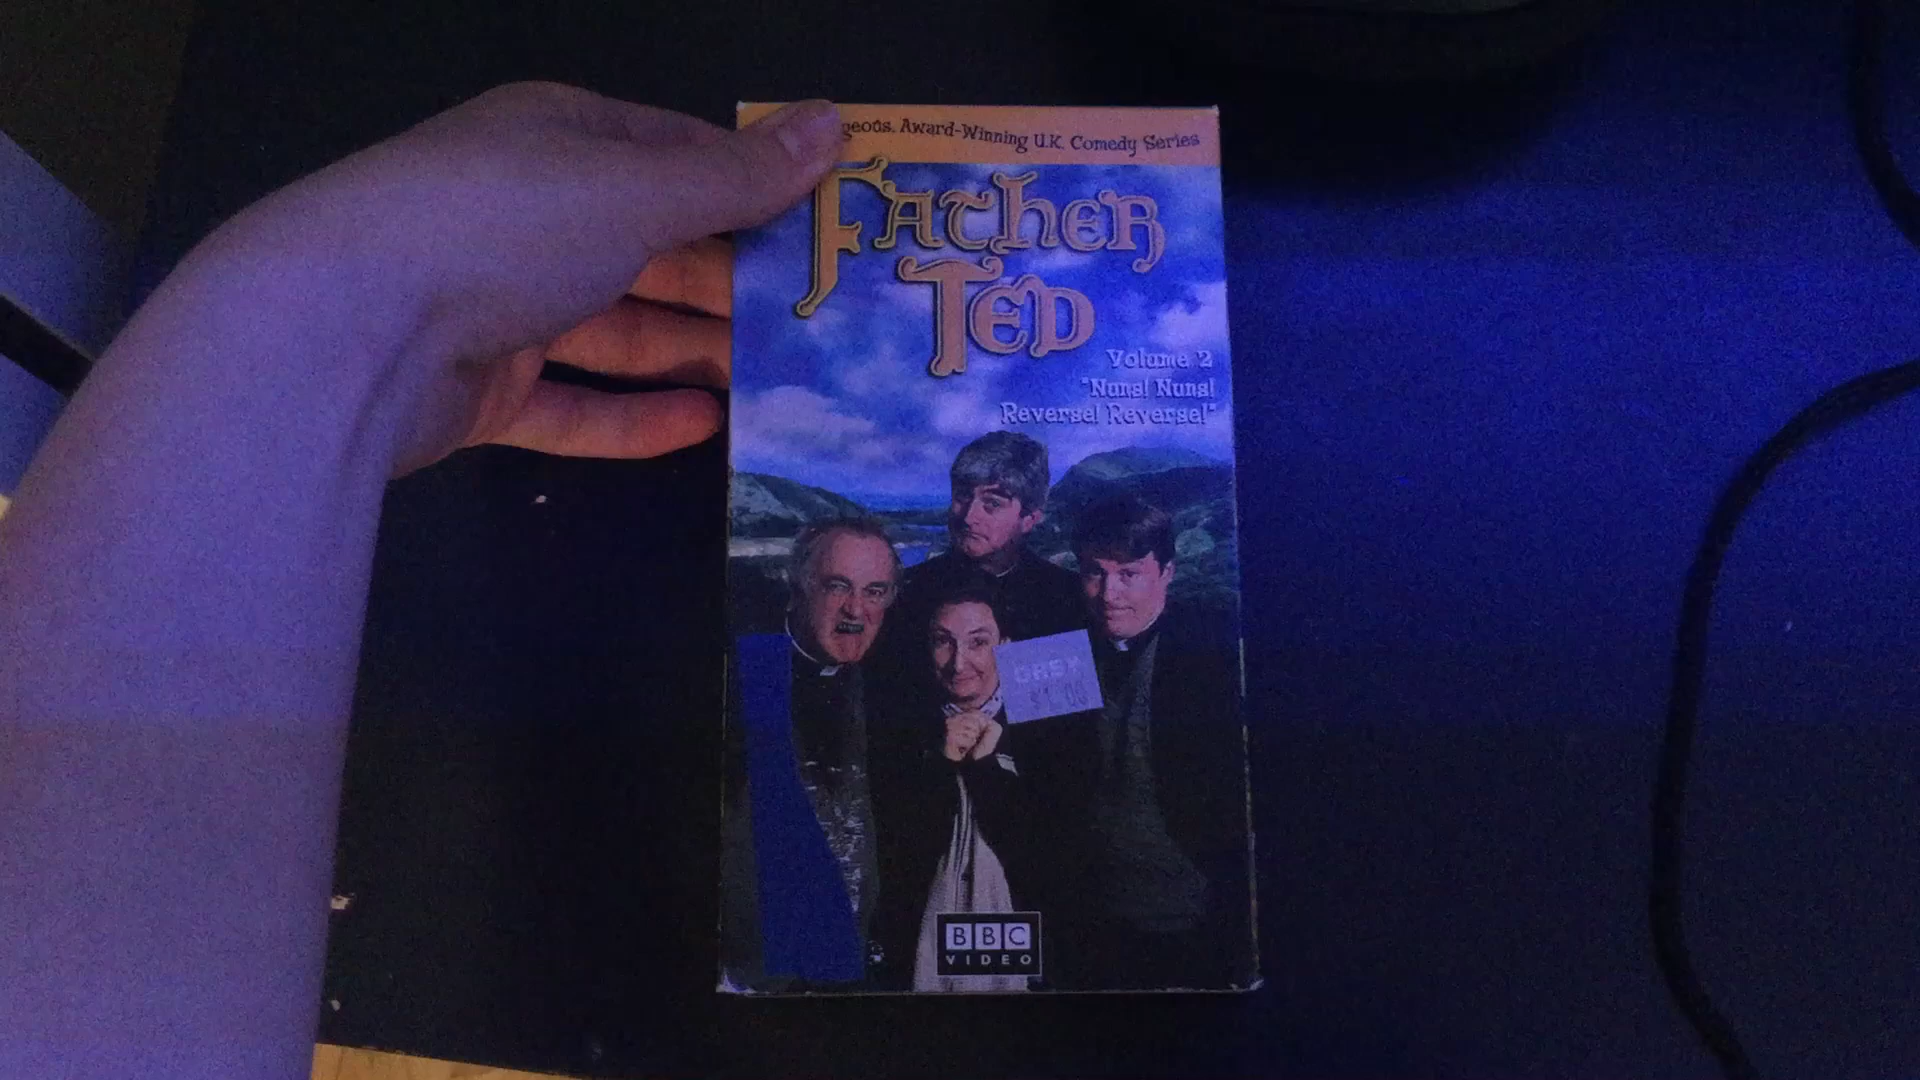 Award-Winning U.K. Comedy Series
FATHER
TED
Volume 2
"Nuns! Nuns!
Reverse! Reverse!"
BBC
VIDEO